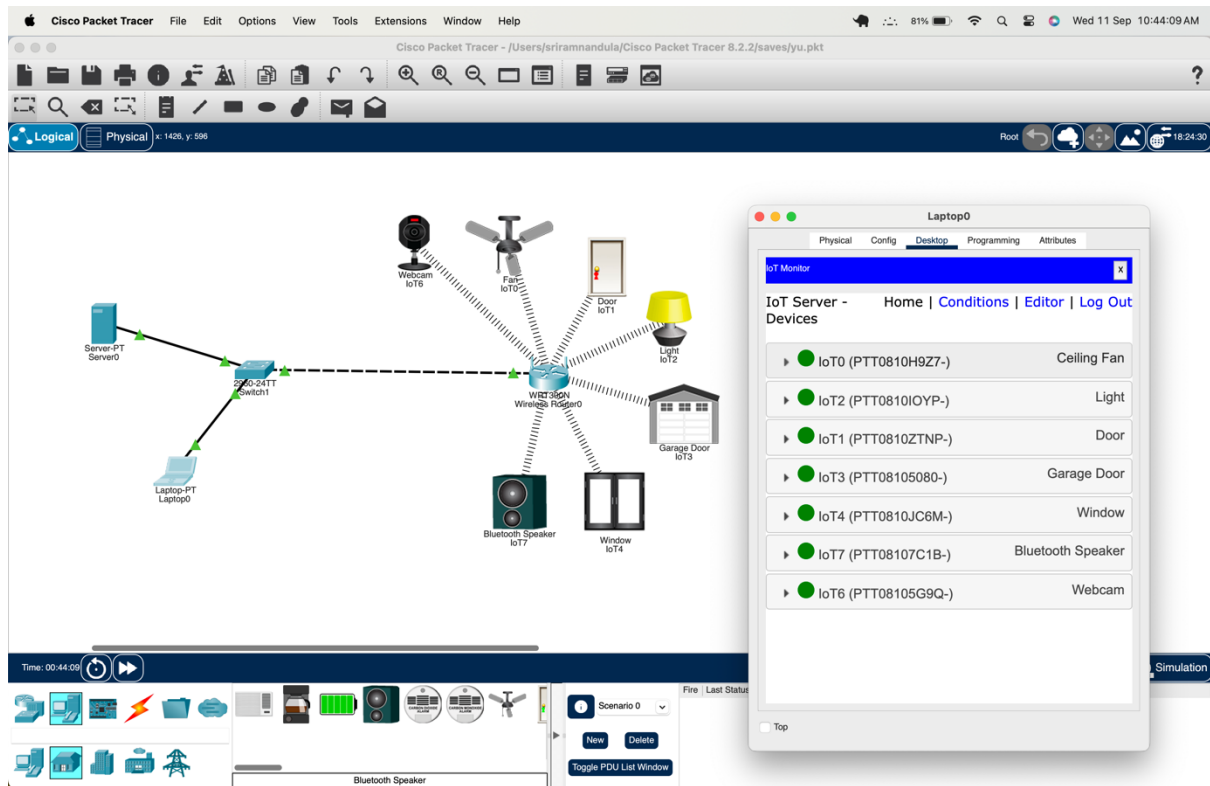 Cisco Packet Tracer File Edit Options View Tools Extensions Window Help 81% Wed 11 Sep 10:44:09 AM
Cisco Packet Tracer - /Users/sriramnandula/Cisco Packet Tracer 8.2.2/saves/yu.pkt
?
Logical Physical x: 1426, y: 596 Root 18:24:30
Webcam
IoT6
Fan
IoT0
Door
IoT1
Light
IoT2
Server-PT
Server0
2950-24TT
Switch1
WRT300N
Wireless Router0
Garage Door
IoT3
Laptop-PT
Laptop0
Bluetooth Speaker
IoT7
Window
IoT4
Laptop0
Physical Config Desktop Programming Attributes
IoT Monitor X
IoT Server - Devices Home | Conditions | Editor | Log Out
IoT0 (PTT0810H9Z7-) Ceiling Fan
IoT2 (PTT0810IOYP-) Light
IoT1 (PTT0810ZTNP-) Door
IoT3 (PTT08105080-) Garage Door
IoT4 (PTT0810JC6M-) Window
IoT7 (PTT08107C1B-) Bluetooth Speaker
IoT6 (PTT08105G9Q-) Webcam
Top
Time: 00:44:09 Simulation
Scenario 0
New Delete
Toggle PDU List Window
Fire Last Status
Bluetooth Speaker